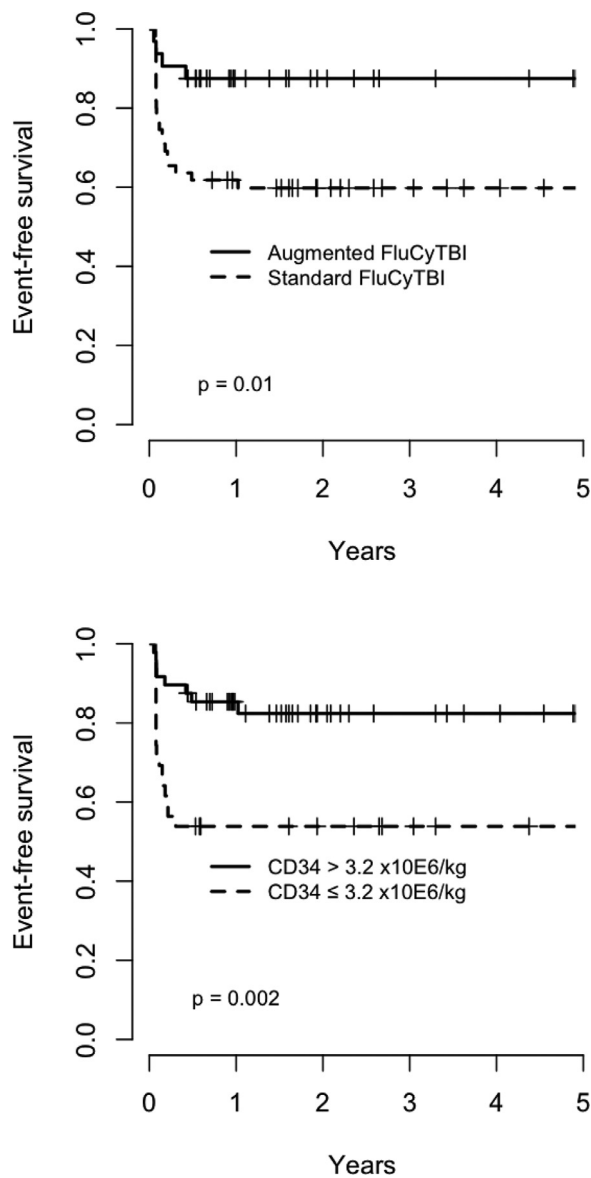 Event-free survival
1.0
0.8
0.6
0.4
0.2
0.0
Augmented FluCyTBI
Standard FluCyTBI
p = 0.01
0 1 2 3 4 5
Years
Event-free survival
1.0
0.8
0.6
0.4
0.2
0.0
CD34 > 3.2 x10E6/kg
CD34 ≤ 3.2 x10E6/kg
p = 0.002
0 1 2 3 4 5
Years